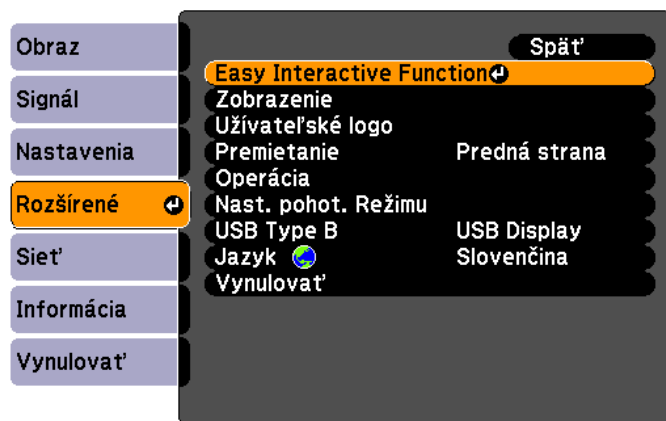 Obraz
Signál
Nastavenia
Rozšírené
Sieť
Informácia
Vynulovať
Späť
Easy Interactive Function
Zobrazenie
Užívateľské logo
Premietanie Predná strana
Operácia
Nast. pohot. Režimu
USB Type B USB Display
Jazyk Slovenčina
Vynulovať